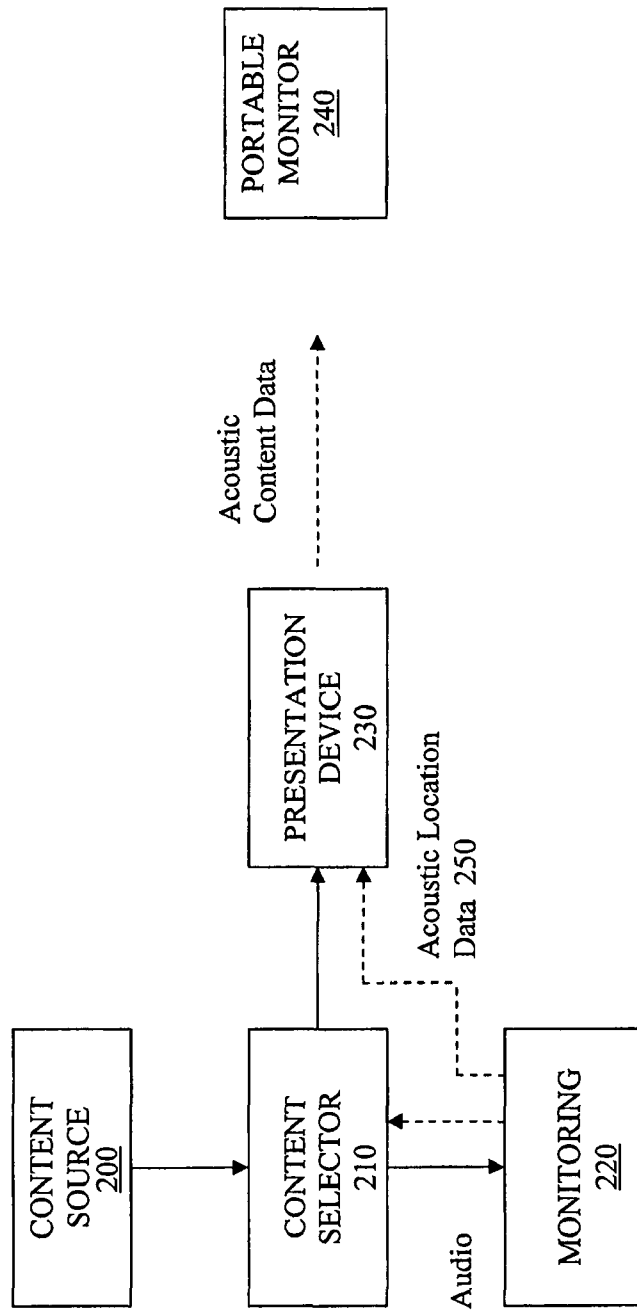 CONTENT
SOURCE
200
CONTENT
SELECTOR
210
Audio
MONITORING
220
PRESENTATION
DEVICE
230
Acoustic Location
Data 250
Acoustic
Content Data
PORTABLE
MONITOR
240